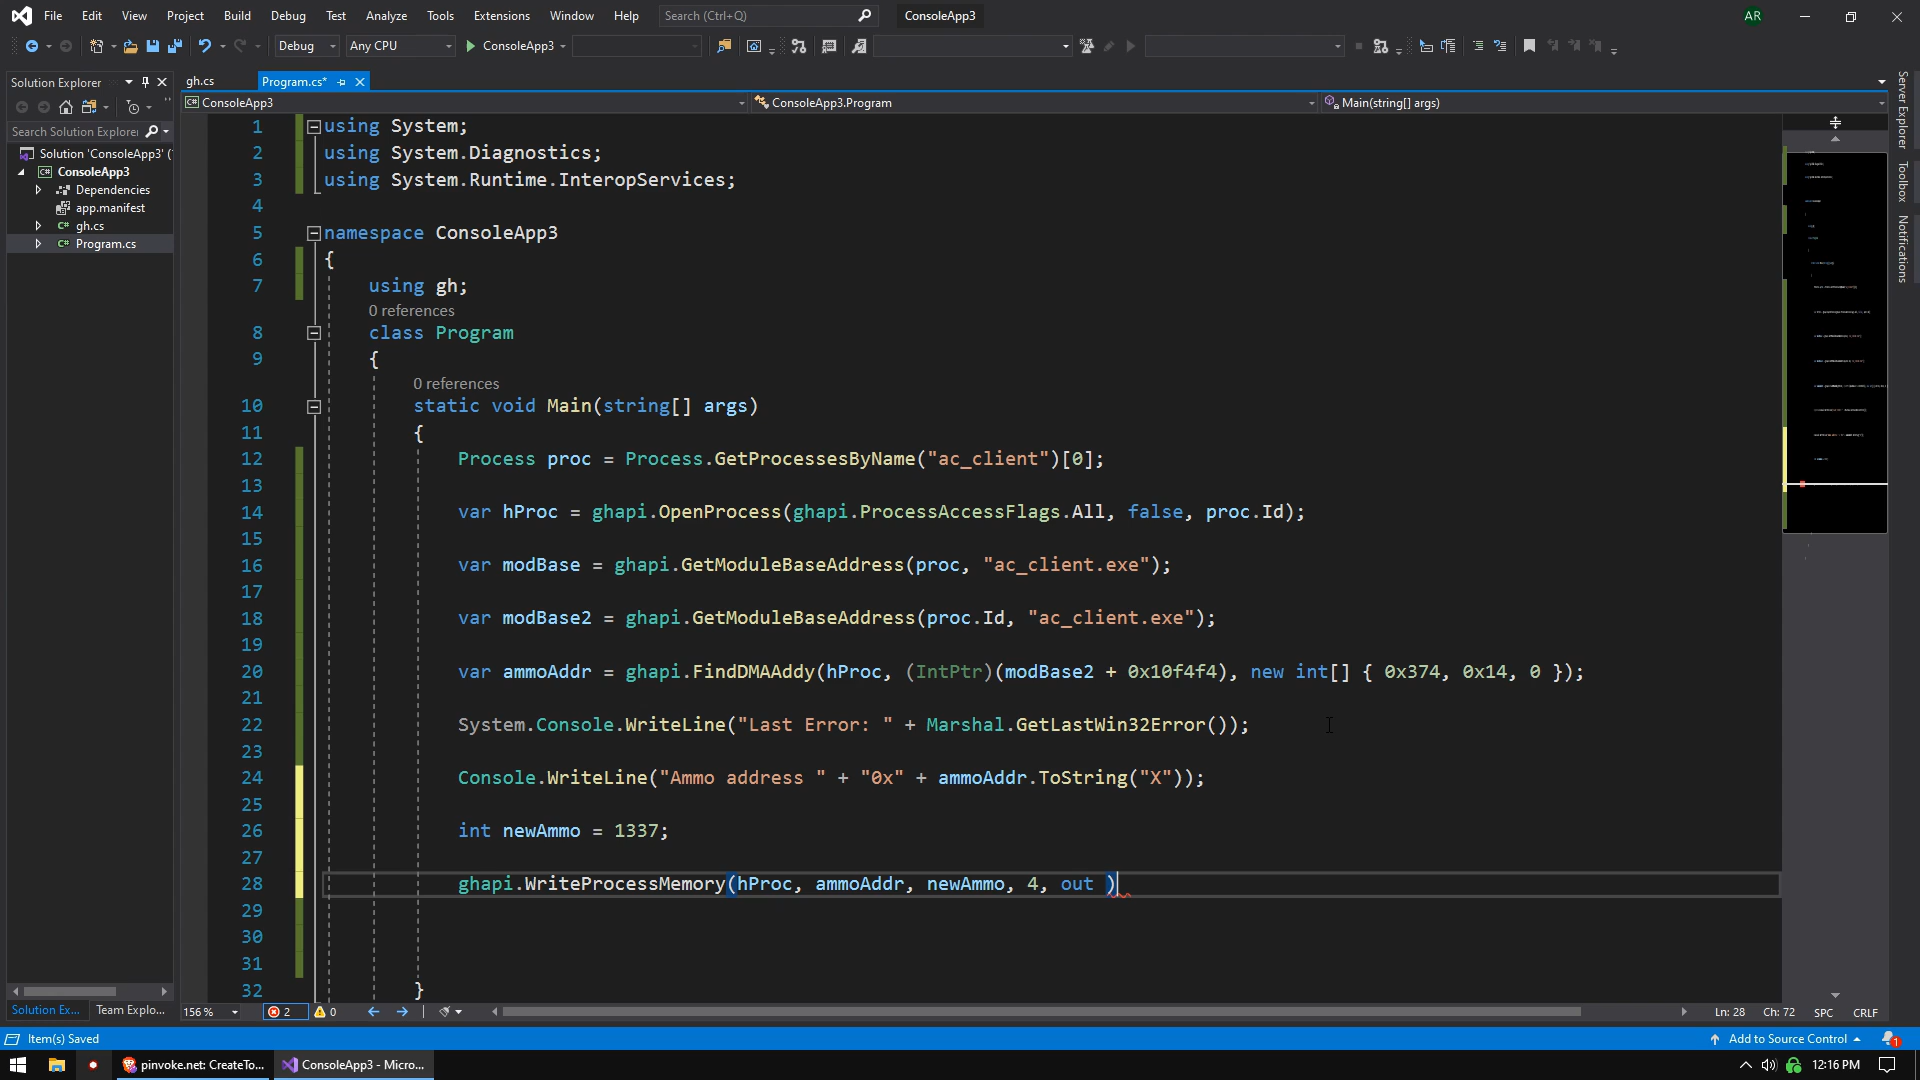 File Edit View Project Build Debug Test Analyze Tools Extensions Window Help Search (Ctrl+Q) ConsoleApp3 AR
Debug Any CPU ConsoleApp3
Solution Explorer
gh.cs Program.cs*
ConsoleApp3 ConsoleApp3.Program Main(string[] args)
Search Solution Explorer
Solution 'ConsoleApp3' (
ConsoleApp3
Dependencies
app.manifest
gh.cs
Program.cs
1 using System;
2 using System.Diagnostics;
3 using System.Runtime.InteropServices;
4
5 namespace ConsoleApp3
6 {
7 using gh;
0 references
8 class Program
9 {
0 references
10 static void Main(string[] args)
11 {
12 Process proc = Process.GetProcessesByName("ac_client")[0];
13
14 var hProc = ghapi.OpenProcess(ghapi.ProcessAccessFlags.All, false, proc.Id);
15
16 var modBase = ghapi.GetModuleBaseAddress(proc, "ac_client.exe");
17
18 var modBase2 = ghapi.GetModuleBaseAddress(proc.Id, "ac_client.exe");
19
20 var ammoAddr = ghapi.FindDMAAddy(hProc, (IntPtr)(modBase2 + 0x10f4f4), new int[] { 0x374, 0x14, 0 });
21
22 System.Console.WriteLine("Last Error: " + Marshal.GetLastWin32Error());
23
24 Console.WriteLine("Ammo address " + "0x" + ammoAddr.ToString("X"));
25
26 int newAmmo = 1337;
27
28 ghapi.WriteProcessMemory(hProc, ammoAddr, newAmmo, 4, out )
29
30
31
32 }
Server Explorer
Toolbox
Notifications
Solution Ex... Team Explo... 156 % 2 0 Ln: 28 Ch: 72 SPC CRLF
Item(s) Saved Add to Source Control 1
pinvoke.net: CreateTo... ConsoleApp3 - Micro... 12:16 PM